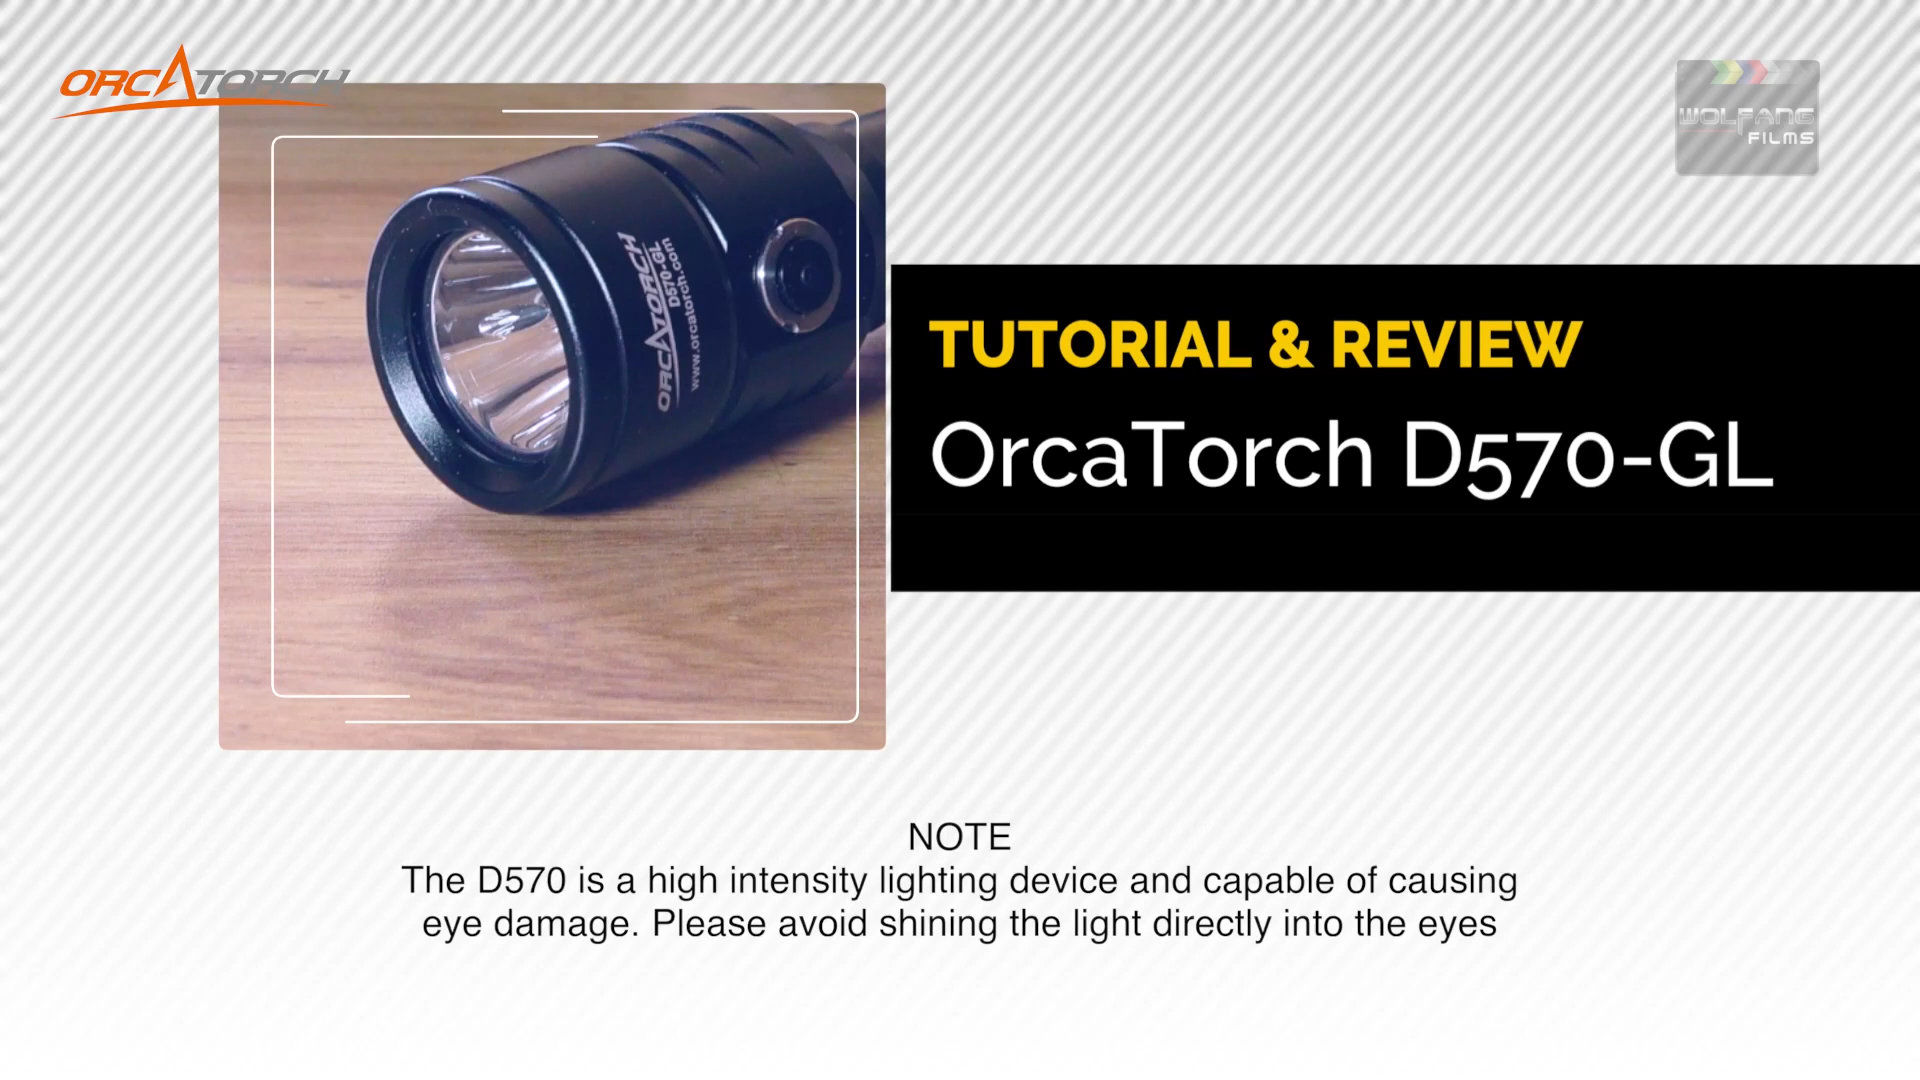 ORCATORCH
WOLFANG
FILMS
ORCATORCH
D570-GL
www.orcatorch.com
TUTORIAL & REVIEW
OrcaTorch D570-GL
NOTE
The D570 is a high intensity lighting device and capable of causing
eye damage. Please avoid shining the light directly into the eyes